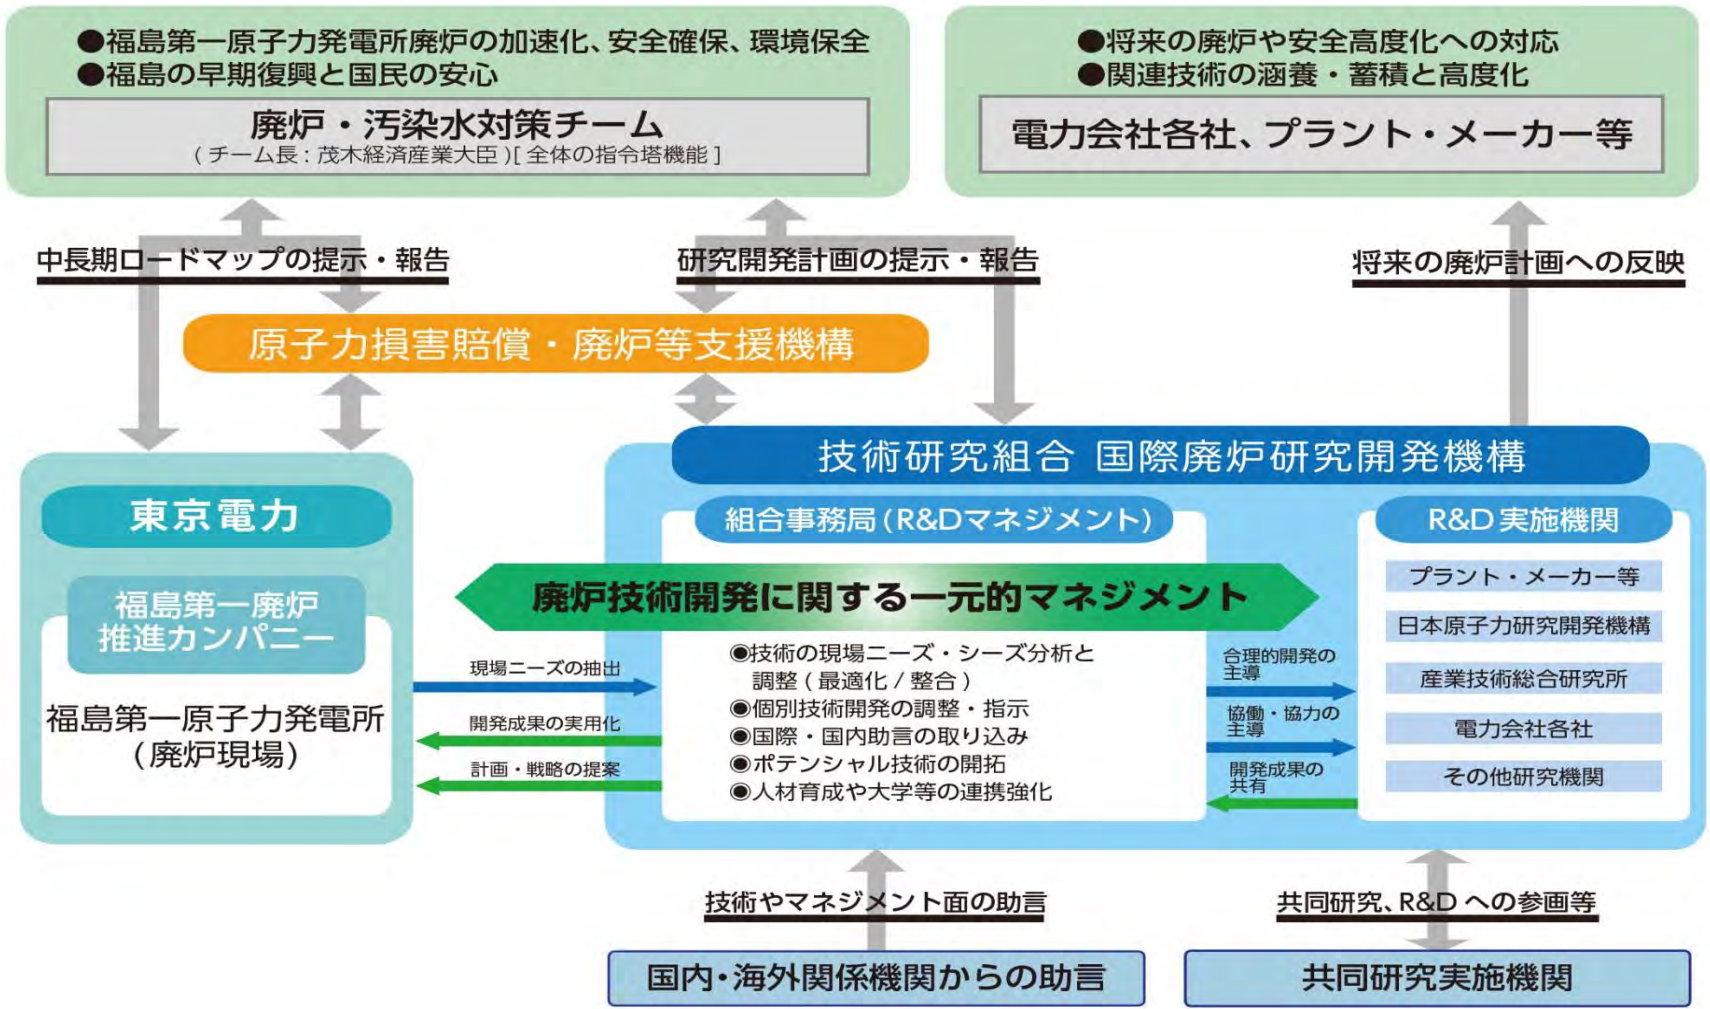 ●福島第一原子力発電所廃炉の加速化、安全確保、環境保全
●福島の早期復興と国民の安心
廃炉・汚染水対策チーム
(チーム長:茂木経済産業大臣)[全体の指令塔機能]
●将来の廃炉や安全高度化への対応
●関連技術の涵養・蓄積と高度化
電力会社各社、プラント・メーカー等
中長期ロードマップの提示・報告
研究開発計画の提示・報告
将来の廃炉計画への反映
原子力損害賠償・廃炉等支援機構
東京電力
福島第一廃炉
推進カンパニー
福島第一原子力発電所
(廃炉現場)
技術研究組合 国際廃炉研究開発機構
組合事務局(R&Dマネジメント)
R&D実施機関
廃炉技術開発に関する一元的マネジメント
現場ニーズの抽出
開発成果の実用化
計画・戦略の提案
◉技術の現場ニーズ・シーズ分析と
調整(最適化/整合)
◉個別技術開発の調整・指示
◉国際・国内助言の取り込み
◉ポテンシャル技術の開拓
◉人材育成や大学等の連携強化
合理的開発の
主導
協働・協力の
主導
開発成果の
共有
プラント・メーカー等
日本原子力研究開発機構
産業技術総合研究所
電力会社各社
その他研究機関
技術やマネジメント面の助言
共同研究、R&Dへの参画等
国内・海外関係機関からの助言
共同研究実施機関